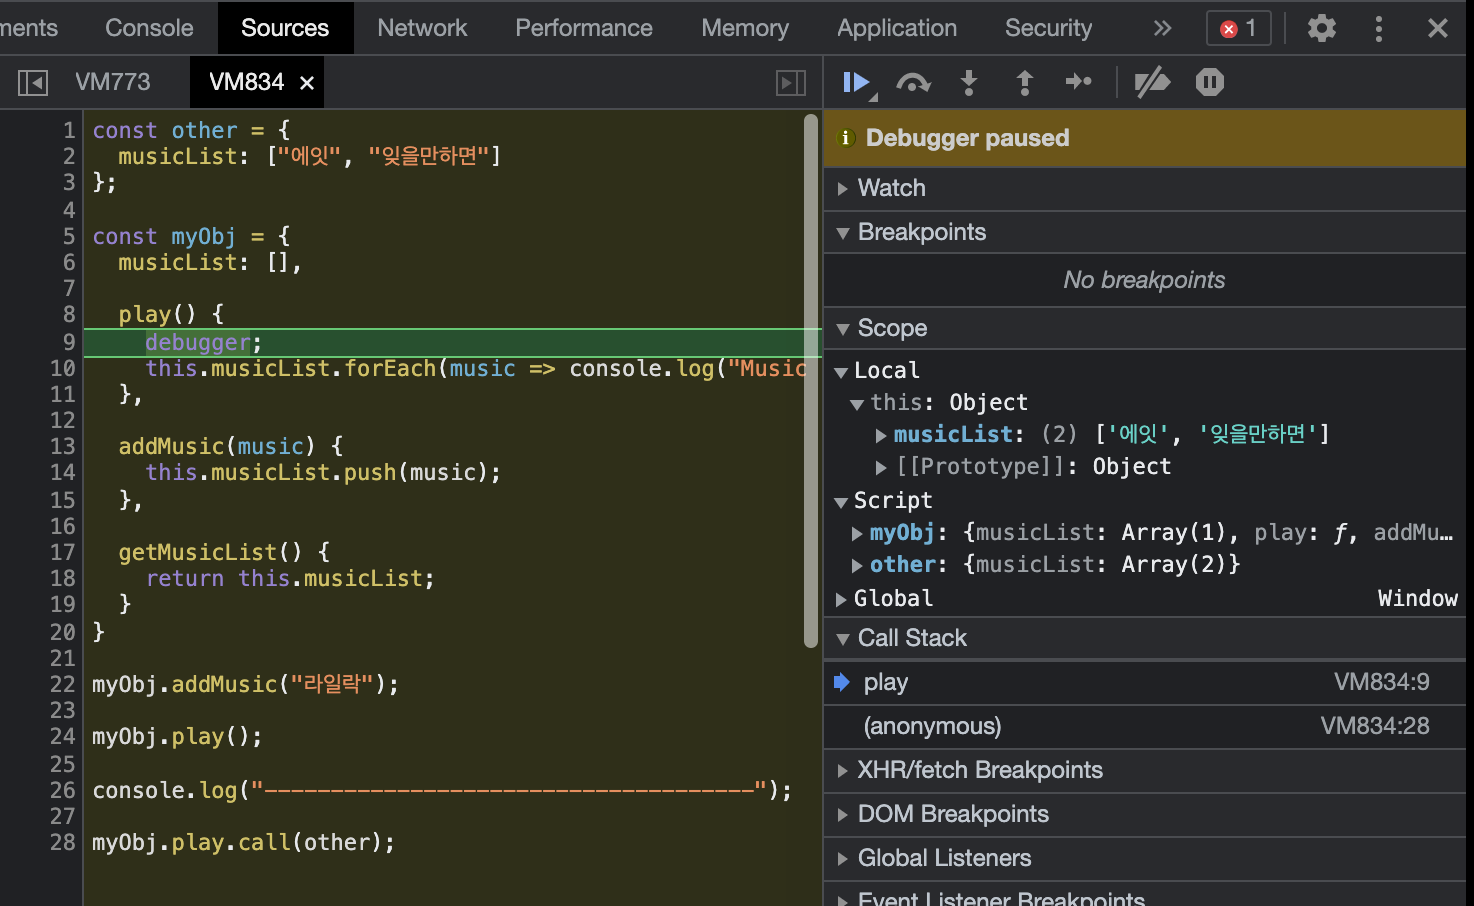 ments Console Sources Network Performance Memory Application Security » 1
VM773 VM834 ×
1 const other = {
2 musicList: ["에잇", "잊을만하면"]
3 };
4
5 const myObj = {
6 musicList: [],
7
8 play() {
9 debugger;
10 this.musicList.forEach(music => console.log("Music
11 },
12
13 addMusic(music) {
14 this.musicList.push(music);
15 },
16
17 getMusicList() {
18 return this.musicList;
19 }
20 }
21
22 myObj.addMusic("라일락");
23
24 myObj.play();
25
26 console.log("-------------------------------------");
27
28 myObj.play.call(other);
Debugger paused
Watch
Breakpoints
No breakpoints
Scope
Local
this: Object
musicList: (2) ['에잇', '잊을만하면']
[[Prototype]]: Object
Script
myObj: {musicList: Array(1), play: ƒ, addMu…
other: {musicList: Array(2)}
Global Window
Call Stack
play VM834:9
(anonymous) VM834:28
XHR/fetch Breakpoints
DOM Breakpoints
Global Listeners
Event Listener Breakpoints